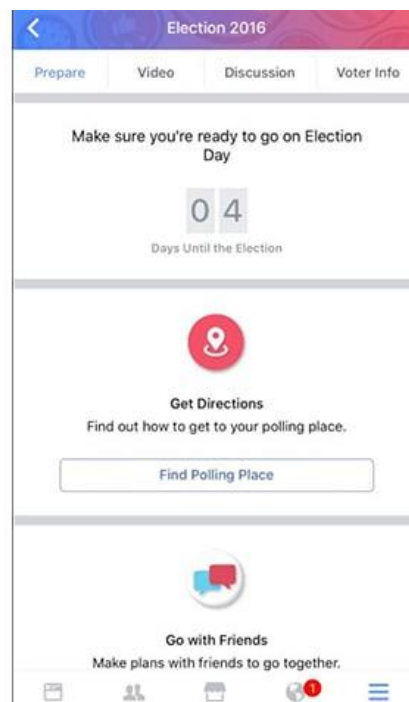 Election 2016
Prepare Video Discussion Voter Info
Make sure you're ready to go on Election
Day
0 4
Days Until the Election
Get Directions
Find out how to get to your polling place.
Find Polling Place
Go with Friends
Make plans with friends to go together.
1